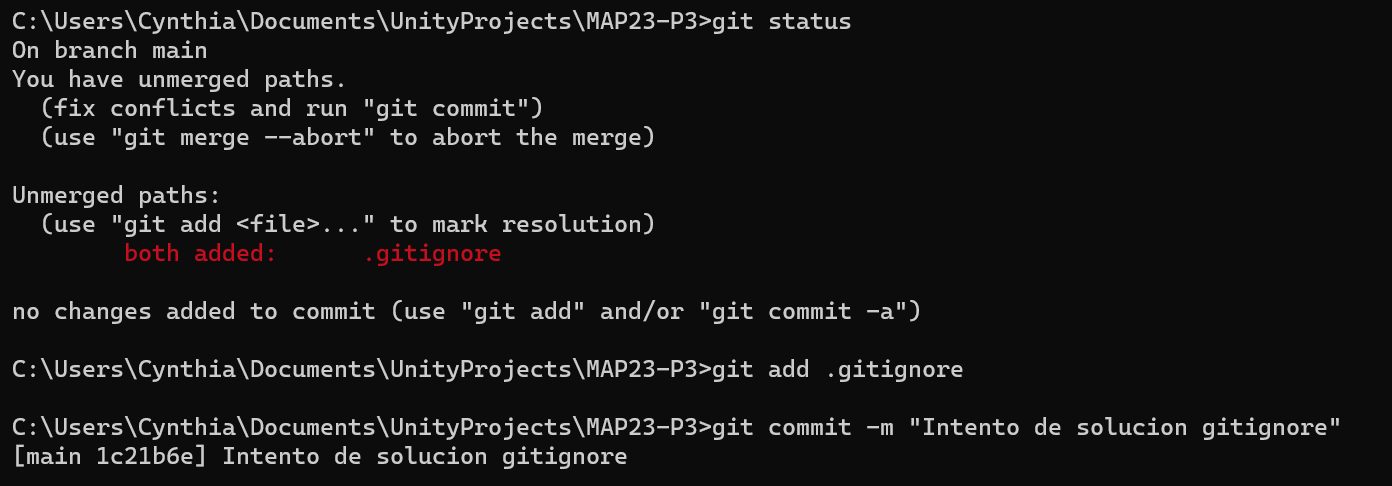 C:\Users\Cynthia\Documents\UnityProjects\MAP23-P3>git status
On branch main
You have unmerged paths.
  (fix conflicts and run "git commit")
  (use "git merge --abort" to abort the merge)

Unmerged paths:
  (use "git add <file>..." to mark resolution)
        both added:      .gitignore

no changes added to commit (use "git add" and/or "git commit -a")

C:\Users\Cynthia\Documents\UnityProjects\MAP23-P3>git add .gitignore

C:\Users\Cynthia\Documents\UnityProjects\MAP23-P3>git commit -m "Intento de solucion gitignore"
[main 1c21b6e] Intento de solucion gitignore